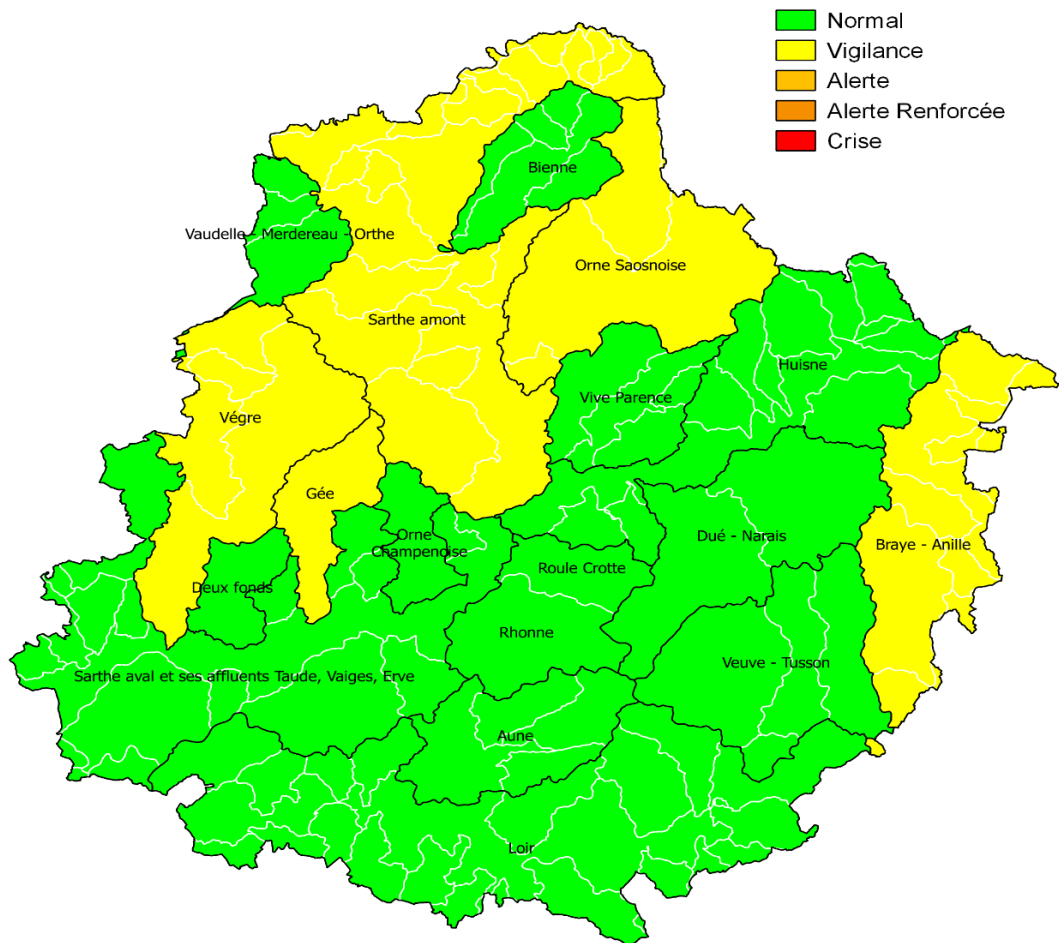 Normal
Vigilance
Alerte
Alerte Renforcée
Crise
Bienne
Vaudelle - Merdereau - Orthe
Orne Saosnoise
Sarthe amont
Huisne
Vive Parence
Végre
Gée
Orne
Champenoise
Dué - Narais
Braye - Anille
Roule Crotte
Deux fonds
Rhonne
Veuve - Tusson
Sarthe aval et ses affluents Taude, Vaiges, Erve
Aune
Loir